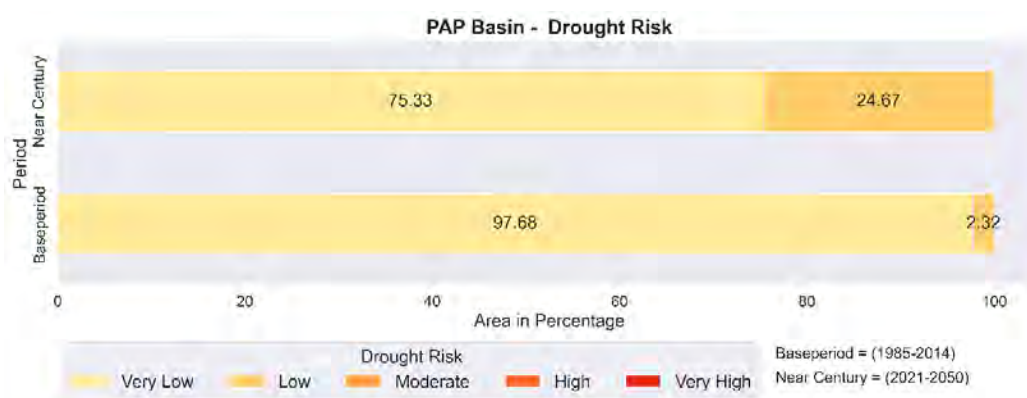 PAP Basin - Drought Risk
Near Century
75.33
24.67
Period
Baseperiod
97.68
2.32
0
20
40
60
80
100
Area in Percentage
Drought Risk
Very Low
Low
Moderate
High
Very High
Baseperiod = (1985-2014)
Near Century = (2021-2050)